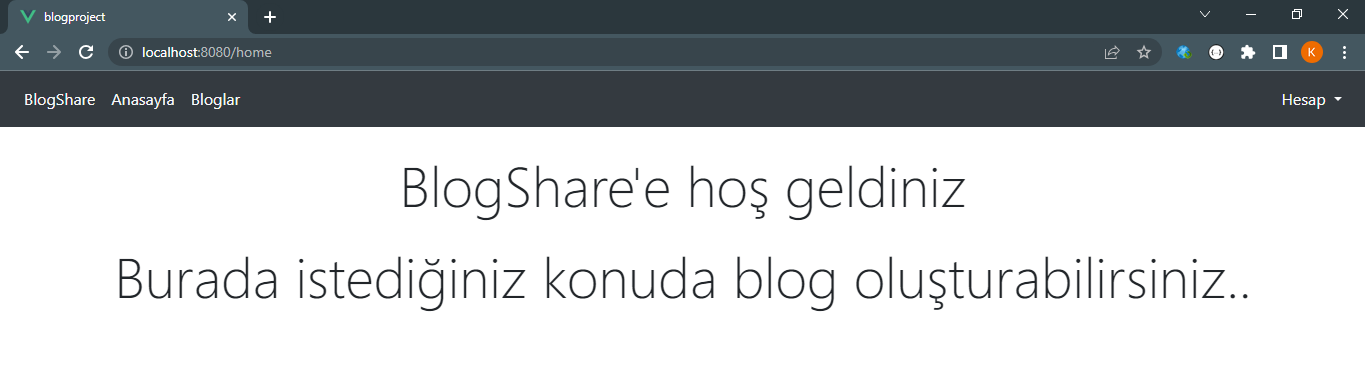 blogproject
localhost:8080/home
K
BlogShare Anasayfa Bloglar Hesap
BlogShare'e hoş geldiniz
Burada istediğiniz konuda blog oluşturabilirsiniz..